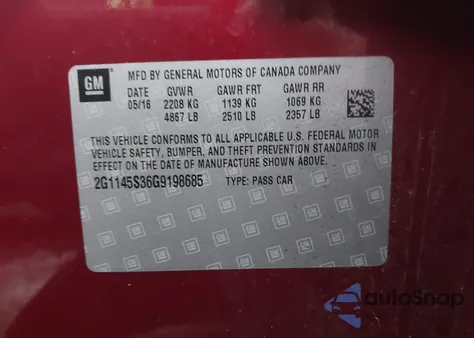 GM MFD BY GENERAL MOTORS OF CANADA COMPANY
DATE GVWR GAWR FRT GAWR RR
05/16 2208 KG 1139 KG 1069 KG
4867 LB 2510 LB 2357 LB
THIS VEHICLE CONFORMS TO ALL APPLICABLE U.S. FEDERAL MOTOR
VEHICLE SAFETY, BUMPER, AND THEFT PREVENTION STANDARDS IN
EFFECT ON THE DATE OF MANUFACTURE SHOWN ABOVE.
2G1145S36G9198685 TYPE: PASS CAR
autoSnap